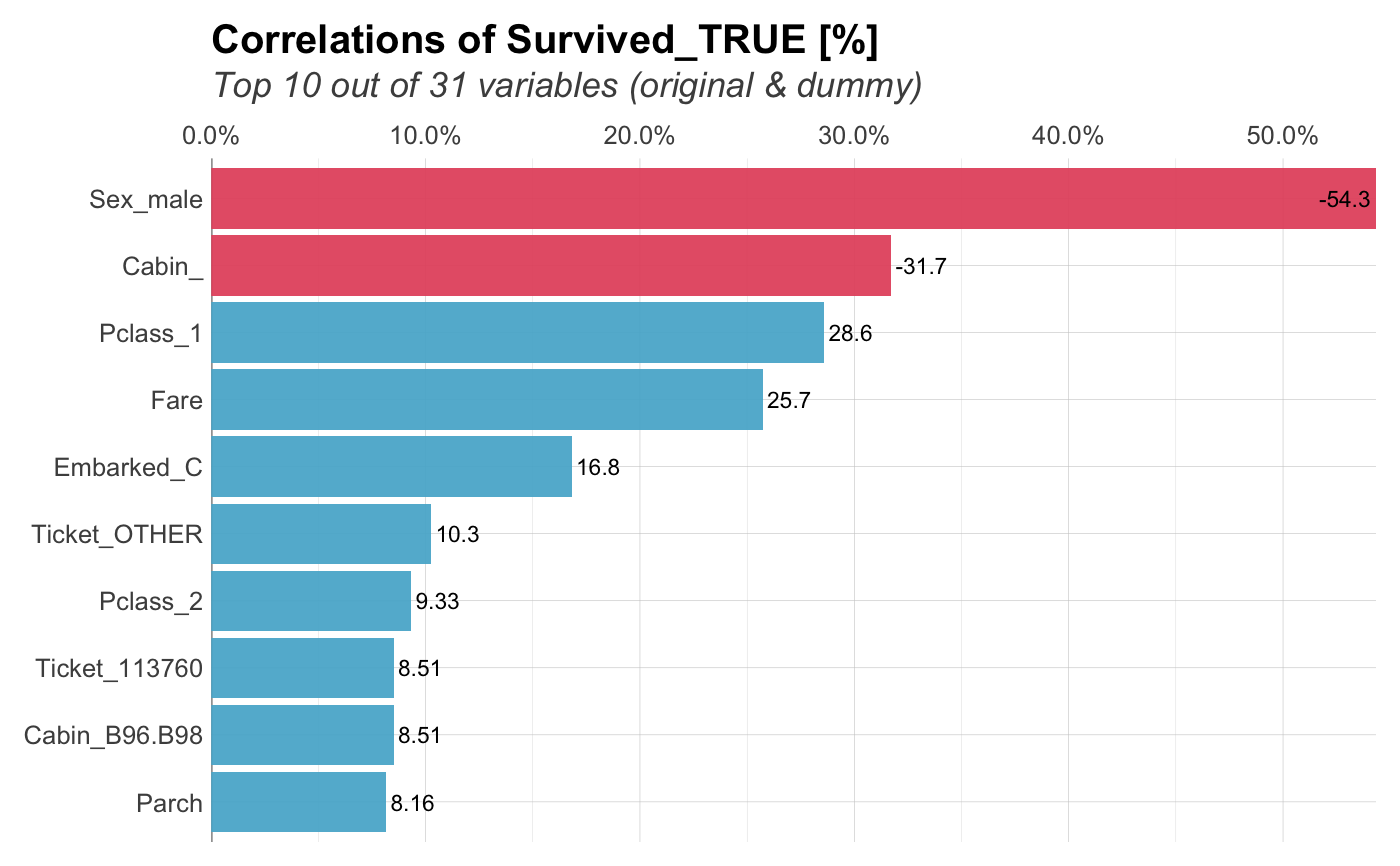 Correlations of Survived_TRUE [%]
Top 10 out of 31 variables (original & dummy)
0.0% 10.0% 20.0% 30.0% 40.0% 50.0%
Sex_male -54.3
Cabin_ -31.7
Pclass_1 28.6
Fare 25.7
Embarked_C 16.8
Ticket_OTHER 10.3
Pclass_2 9.33
Ticket_113760 8.51
Cabin_B96.B98 8.51
Parch 8.16